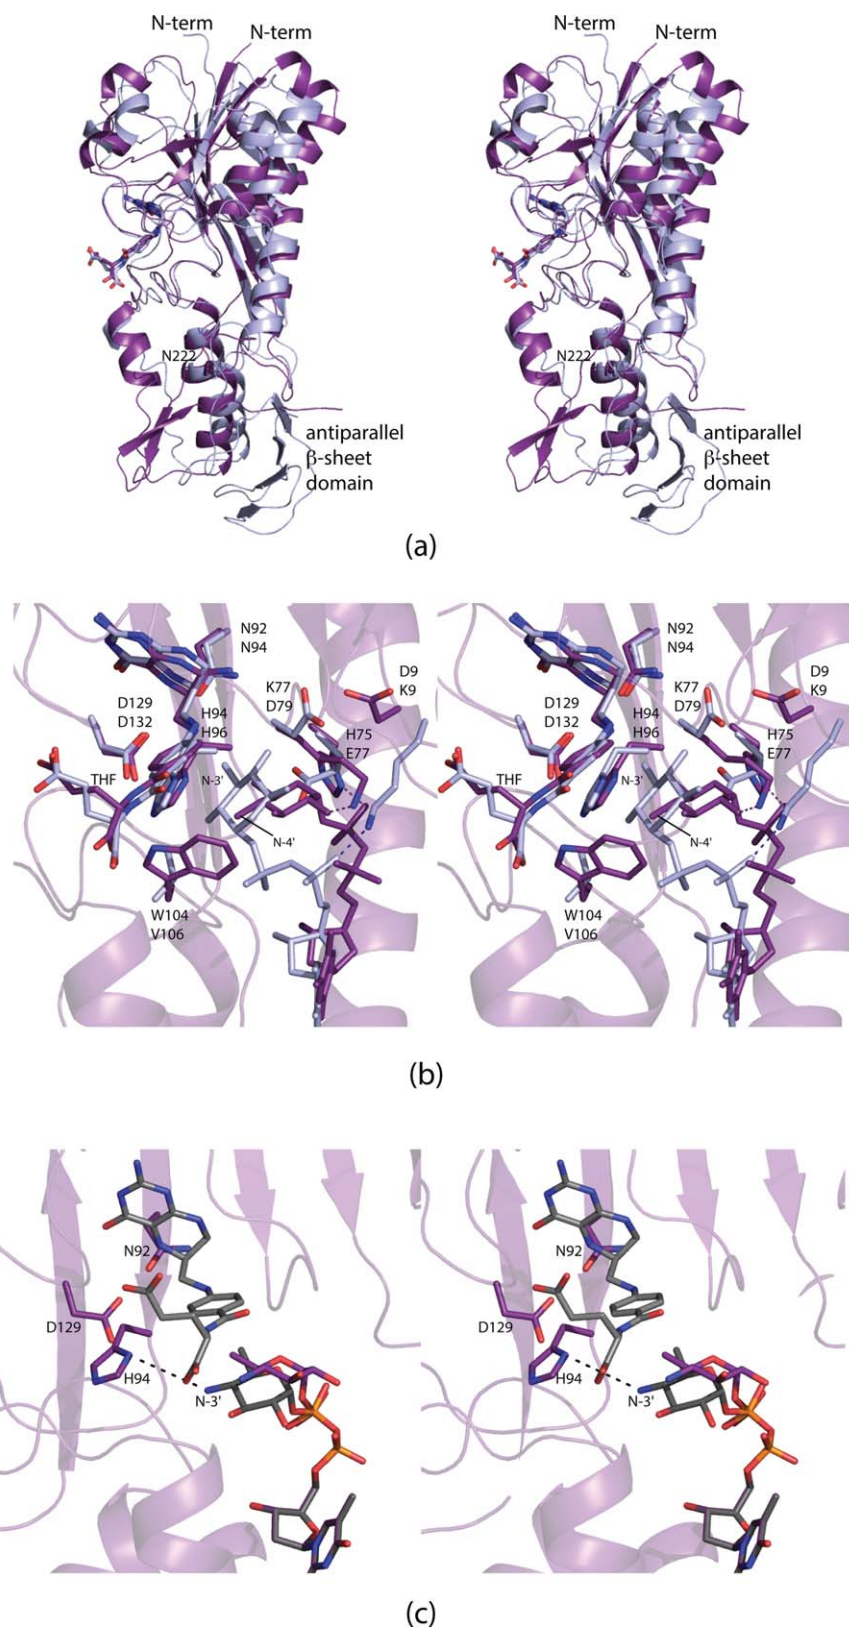 N-term
N-term
N-term
N-term
N222
N222
antiparallel
β-sheet
domain
antiparallel
β-sheet
domain
(a)
N92
N94
D9
K9
K77
D79
D129
D132
H94
H96
H75
E77
THF
N-3'
N-4'
W104
V106
N92
N94
D9
K9
K77
D79
D129
D132
H94
H96
H75
E77
THF
N-3'
N-4'
W104
V106
(b)
N92
D129
H94
N-3'
N92
D129
H94
N-3'
(c)